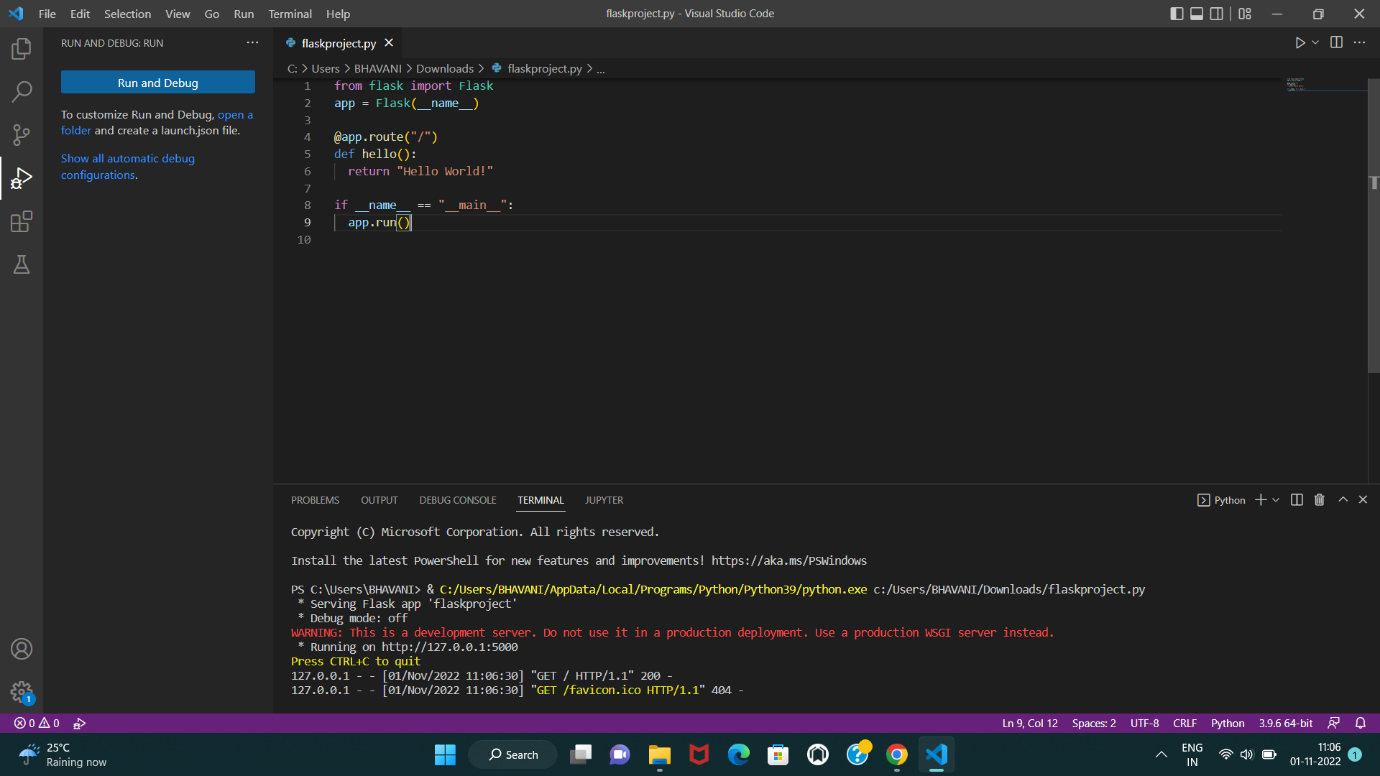 File Edit Selection View Go Run Terminal Help
flaskproject.py - Visual Studio Code
RUN AND DEBUG: RUN
Run and Debug
To customize Run and Debug, open a
folder and create a launch.json file.
Show all automatic debug
configurations.
flaskproject.py
C: > Users > BHAVANI > Downloads > flaskproject.py > ...
1 from flask import Flask
2 app = Flask(__name__)
3
4 @app.route("/")
5 def hello():
6 return "Hello World!"
7
8 if __name__ == "__main__":
9 app.run()
10
PROBLEMS OUTPUT DEBUG CONSOLE TERMINAL JUPYTER
Python
Copyright (C) Microsoft Corporation. All rights reserved.
Install the latest PowerShell for new features and improvements! https://aka.ms/PSWindows
PS C:\Users\BHAVANI> & C:/Users/BHAVANI/AppData/Local/Programs/Python/Python39/python.exe c:/Users/BHAVANI/Downloads/flaskproject.py
* Serving Flask app 'flaskproject'
* Debug mode: off
WARNING: This is a development server. Do not use it in a production deployment. Use a production WSGI server instead.
* Running on http://127.0.0.1:5000
Press CTRL+C to quit
127.0.0.1 - - [01/Nov/2022 11:06:30] "GET / HTTP/1.1" 200 -
127.0.0.1 - - [01/Nov/2022 11:06:30] "GET /favicon.ico HTTP/1.1" 404 -
1
0 0
Ln 9, Col 12 Spaces: 2 UTF-8 CRLF Python 3.9.6 64-bit
25°C
Raining now
Search
ENG
IN
11:06
01-11-2022
1